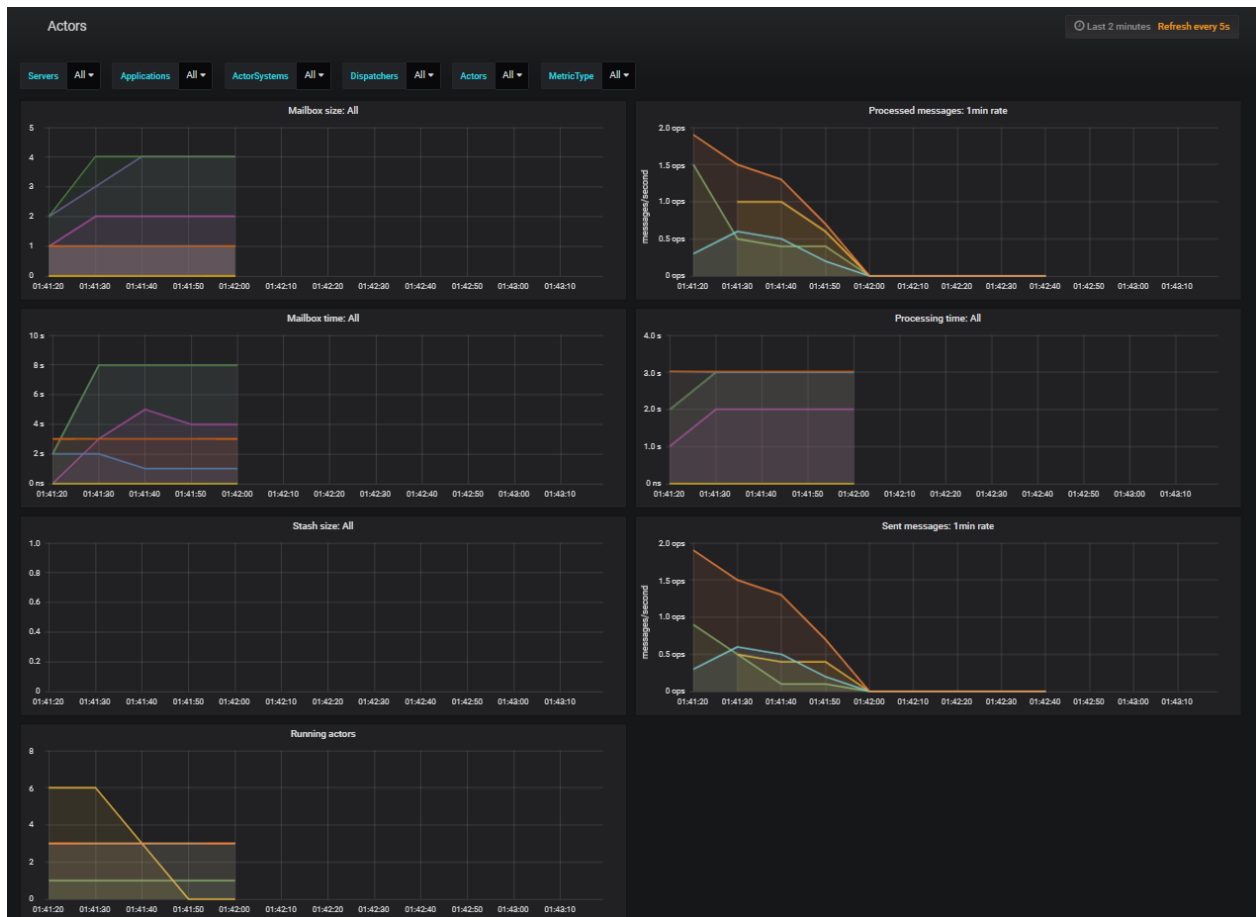 Actors
Last 2 minutes Refresh every 5s
Servers All Applications All ActorSystems All Dispatchers All Actors All MetricType All
Mailbox size: All
5
4
3
2
1
0
01:41:20 01:41:30 01:41:40 01:41:50 01:42:00 01:42:10 01:42:20 01:42:30 01:42:40 01:42:50 01:43:00 01:43:10
Processed messages: 1min rate
messages/second
2.0 ops
1.5 ops
1.0 ops
0.5 ops
0 ops
01:41:20 01:41:30 01:41:40 01:41:50 01:42:00 01:42:10 01:42:20 01:42:30 01:42:40 01:42:50 01:43:00 01:43:10
Mailbox time: All
10 s
8 s
6 s
4 s
2 s
0 ns
01:41:20 01:41:30 01:41:40 01:41:50 01:42:00 01:42:10 01:42:20 01:42:30 01:42:40 01:42:50 01:43:00 01:43:10
Processing time: All
4.0 s
3.0 s
2.0 s
1.0 s
0 ns
01:41:20 01:41:30 01:41:40 01:41:50 01:42:00 01:42:10 01:42:20 01:42:30 01:42:40 01:42:50 01:43:00 01:43:10
Stash size: All
1.0
0.8
0.6
0.4
0.2
0
01:41:20 01:41:30 01:41:40 01:41:50 01:42:00 01:42:10 01:42:20 01:42:30 01:42:40 01:42:50 01:43:00 01:43:10
Sent messages: 1min rate
messages/second
2.0 ops
1.5 ops
1.0 ops
0.5 ops
0 ops
01:41:20 01:41:30 01:41:40 01:41:50 01:42:00 01:42:10 01:42:20 01:42:30 01:42:40 01:42:50 01:43:00 01:43:10
Running actors
8
6
4
2
0
01:41:20 01:41:30 01:41:40 01:41:50 01:42:00 01:42:10 01:42:20 01:42:30 01:42:40 01:42:50 01:43:00 01:43:10